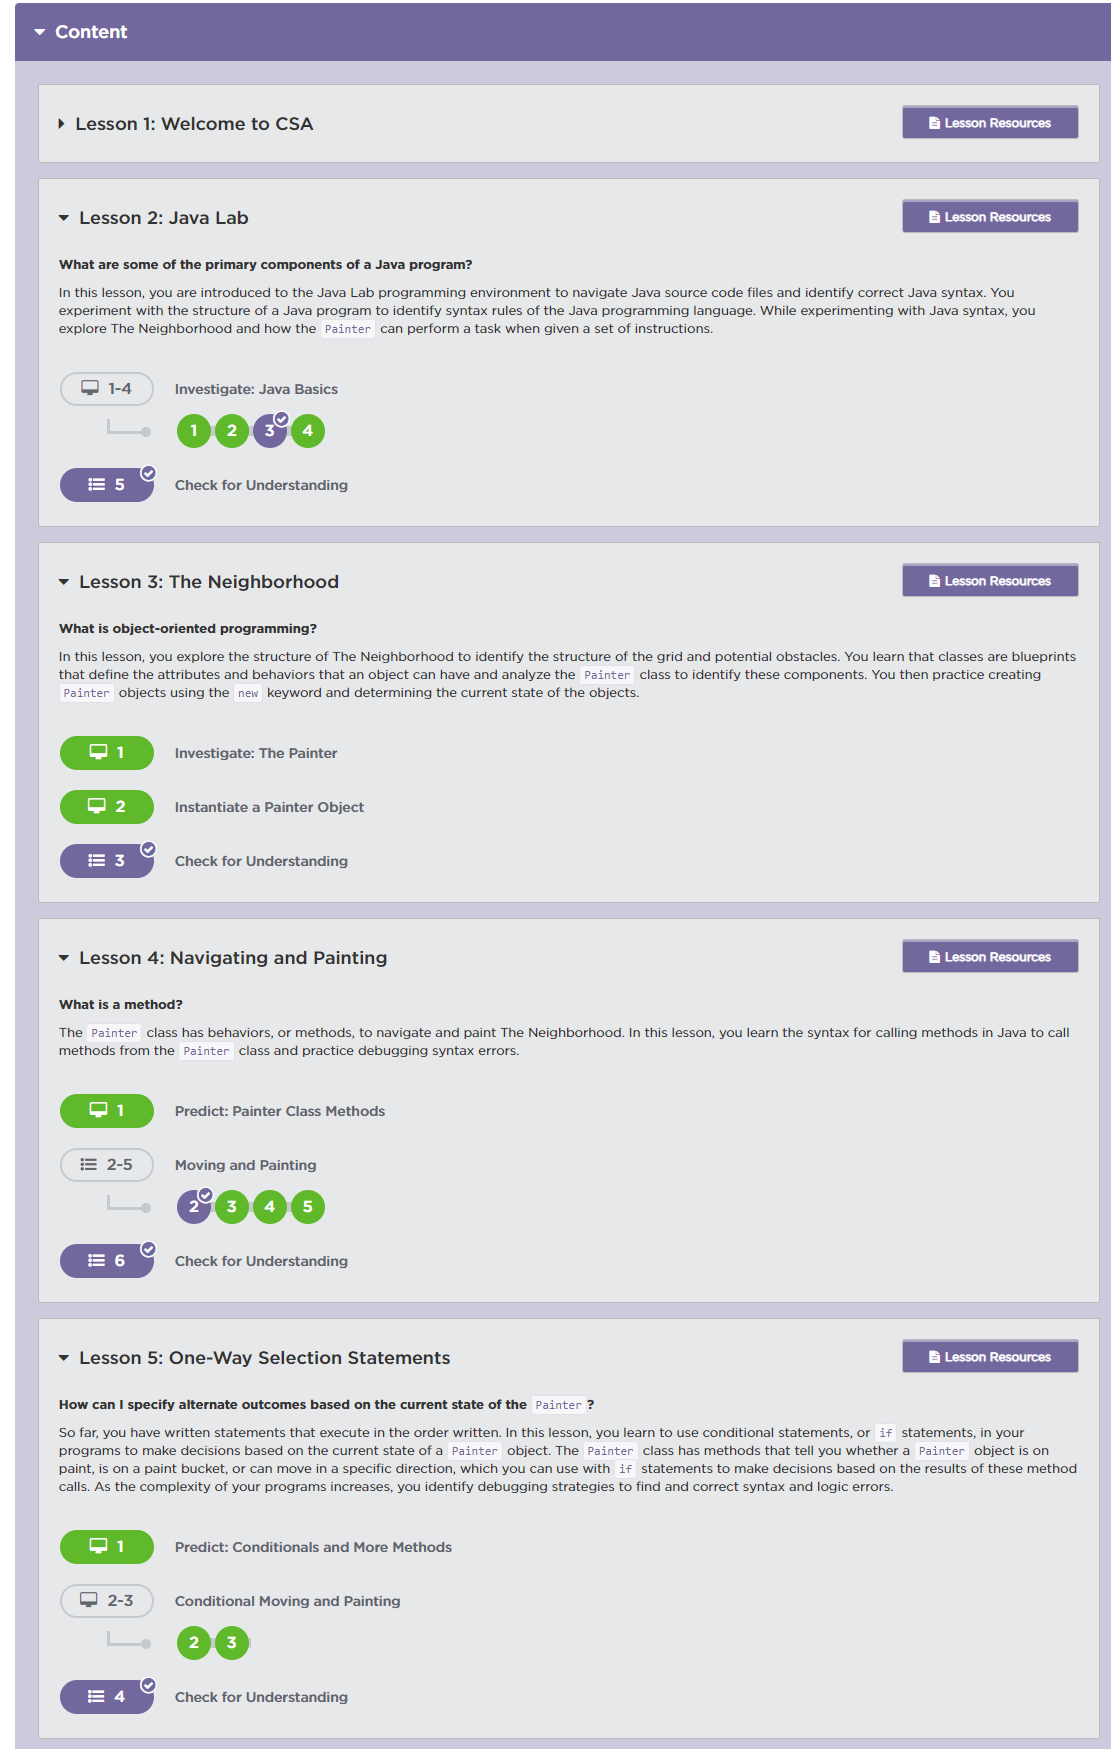 Content
Lesson 1: Welcome to CSA
Lesson Resources
Lesson 2: Java Lab
Lesson Resources
What are some of the primary components of a Java program?
In this lesson, you are introduced to the Java Lab programming environment to navigate Java source code files and identify correct Java syntax. You
experiment with the structure of a Java program to identify syntax rules of the Java programming language. While experimenting with Java syntax, you
explore The Neighborhood and how the Painter can perform a task when given a set of instructions.
1-4 Investigate: Java Basics
1 2 3 4
5 Check for Understanding
Lesson 3: The Neighborhood
Lesson Resources
What is object-oriented programming?
In this lesson, you explore the structure of The Neighborhood to identify the structure of the grid and potential obstacles. You learn that classes are blueprints
that define the attributes and behaviors that an object can have and analyze the Painter class to identify these components. You then practice creating
Painter objects using the new keyword and determining the current state of the objects.
1 Investigate: The Painter
2 Instantiate a Painter Object
3 Check for Understanding
Lesson 4: Navigating and Painting
Lesson Resources
What is a method?
The Painter class has behaviors, or methods, to navigate and paint The Neighborhood. In this lesson, you learn the syntax for calling methods in Java to call
methods from the Painter class and practice debugging syntax errors.
1 Predict: Painter Class Methods
2-5 Moving and Painting
2 3 4 5
6 Check for Understanding
Lesson 5: One-Way Selection Statements
Lesson Resources
How can I specify alternate outcomes based on the current state of the Painter ?
So far, you have written statements that execute in the order written. In this lesson, you learn to use conditional statements, or if statements, in your
programs to make decisions based on the current state of a Painter object. The Painter class has methods that tell you whether a Painter object is on
paint, is on a paint bucket, or can move in a specific direction, which you can use with if statements to make decisions based on the results of these method
calls. As the complexity of your programs increases, you identify debugging strategies to find and correct syntax and logic errors.
1 Predict: Conditionals and More Methods
2-3 Conditional Moving and Painting
2 3
4 Check for Understanding